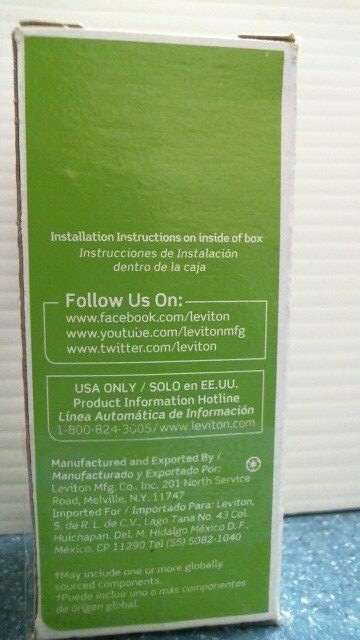 Installation Instructions on inside of box
Instrucciones de Instalación
dentro de la caja
Follow Us On:
www.facebook.com/leviton
www.youtube.com/levitonmfg
www.twitter.com/leviton
USA ONLY / SOLO en EE.UU.
Product Information Hotline
Línea Automática de Información
1-800-824-3005/www.leviton.com
Manufactured and Exported By /
Manufacturado y Exportado Por:
Leviton Mfg. Co., Inc. 201 North Service
Road, Melville, N.Y. 11747
Imported For / Importado Para: Leviton,
S. de R. L. de C.V., Lago Tana No. 43 Col.
Huichapan, Del. M. Hidalgo México D. F.,
México. CP 11290 Tel (55) 5082-1040
†May include one or more globally
sourced components.
†Puede incluir uno o más componentes
de origen global.